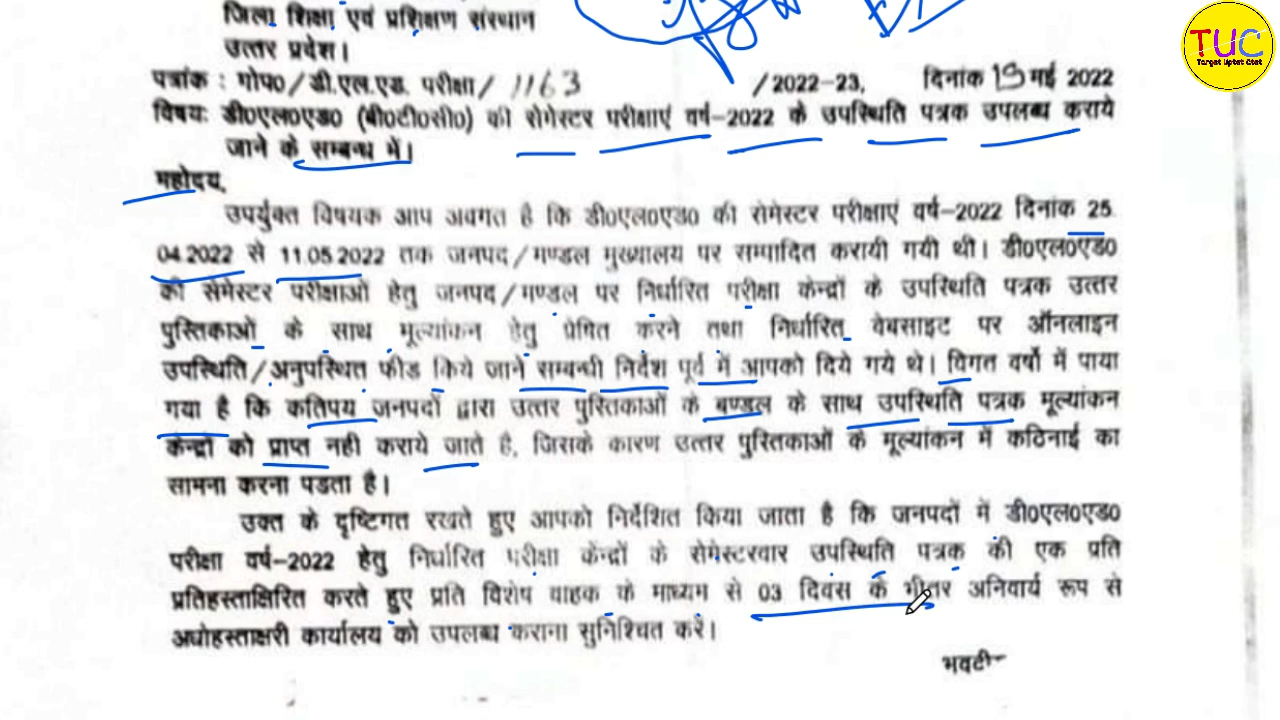 जिला शिक्षा एवं प्रशिक्षण संस्थान
उत्तर प्रदेश।
पत्रांक : गोप0/डी.एल.एड. परीक्षा/ 1163 /2022-23, दिनांक 19 मई 2022
विषयः डी0एल0एड0 (बी0टी0सी0) की सेमेस्टर परीक्षाएं वर्ष-2022 के उपस्थिति पत्रक उपलब्ध कराये
जाने के सम्बन्ध में।
महोदय,
उपर्युक्त विषयक आप अवगत है कि डी0एल0एड0 की सेमेस्टर परीक्षाएं वर्ष-2022 दिनांक 25.
04.2022 से 11.05.2022 तक जनपद/मण्डल मुख्यालय पर सम्पादित करायी गयी थी। डी0एल0एड0
की सेमेस्टर परीक्षाओं हेतु जनपद/मण्डल पर निर्धारित परीक्षा केन्द्रों के उपस्थिति पत्रक उत्तर
पुस्तिकाओं के साथ मूल्यांकन हेतु प्रेषित करने तथा निर्धारित वेबसाइट पर ऑनलाइन
उपस्थिति/अनुपस्थित फीड किये जाने सम्बन्धी निर्देश पूर्व में आपको दिये गये थे। विगत वर्षो में पाया
गया है कि कतिपय जनपदों द्वारा उत्तर पुस्तिकाओं के बण्डल के साथ उपस्थिति पत्रक मूल्यांकन
केन्द्रों को प्राप्त नही कराये जाते है, जिसके कारण उत्तर पुस्तिकाओं के मूल्यांकन में कठिनाई का
सामना करना पडता है।
उक्त के दृष्टिगत रखते हुए आपको निर्देशित किया जाता है कि जनपदों में डी0एल0एड0
परीक्षा वर्ष-2022 हेतु निर्धारित परीक्षा केंन्द्रों के सेमेस्टरवार उपस्थिति पत्रक की एक प्रति
प्रतिहस्ताक्षिरित करते हुए प्रति विशेष वाहक के माध्यम से 03 दिवस के भीतर अनिवार्य रूप से
अधोहस्ताक्षरी कार्यालय को उपलब्ध कराना सुनिश्चित करें।
TUC
Target Uptet Ctet